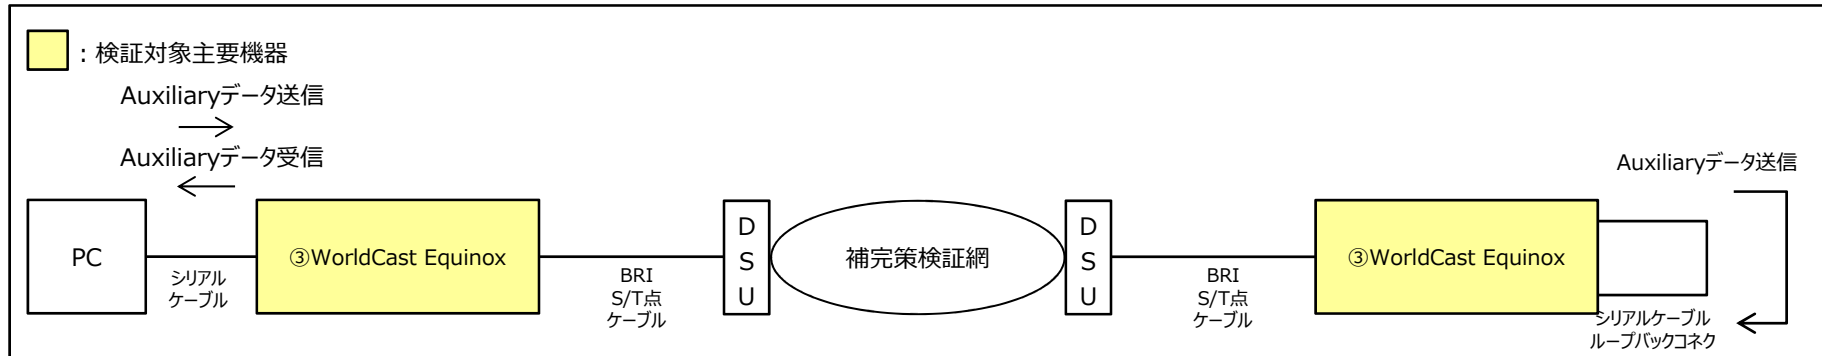 ：検証対象主要機器
Auxiliaryデータ送信
Auxiliaryデータ受信
Auxiliaryデータ送信
PC
シリアル
ケーブル
③WorldCast Equinox
BRI
S/T点
ケーブル
D
S
U
補完策検証網
D
S
U
BRI
S/T点
ケーブル
③WorldCast Equinox
シリアルケーブル
ループバックコネク